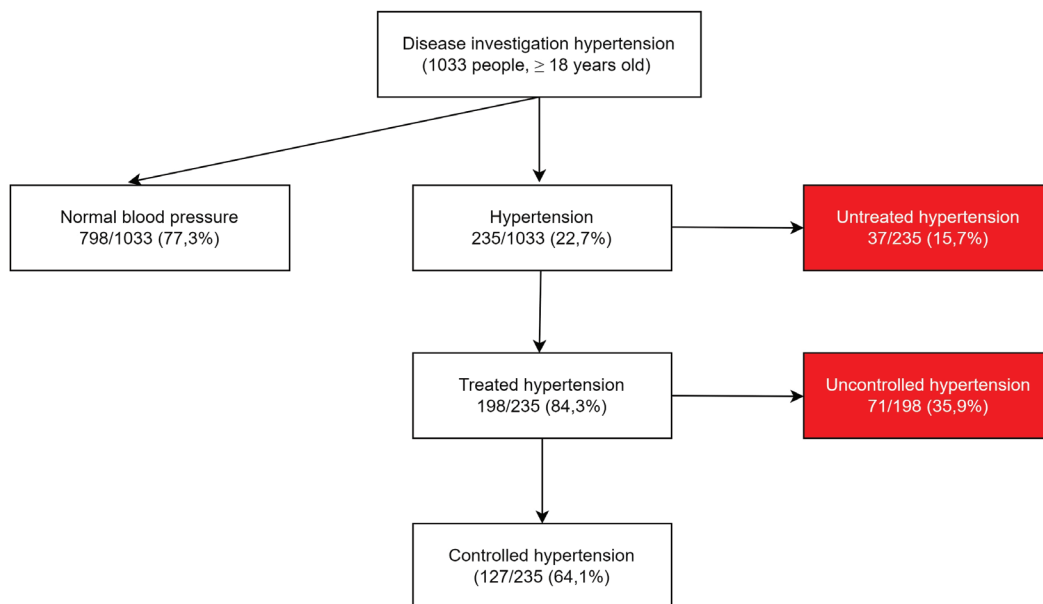 Disease investigation hypertension
(1033 people, ≥ 18 years old)
Normal blood pressure
798/1033 (77,3%)
Hypertension
235/1033 (22,7%)
Untreated hypertension
37/235 (15,7%)
Treated hypertension
198/235 (84,3%)
Uncontrolled hypertension
71/198 (35,9%)
Controlled hypertension
(127/235 (64,1%)